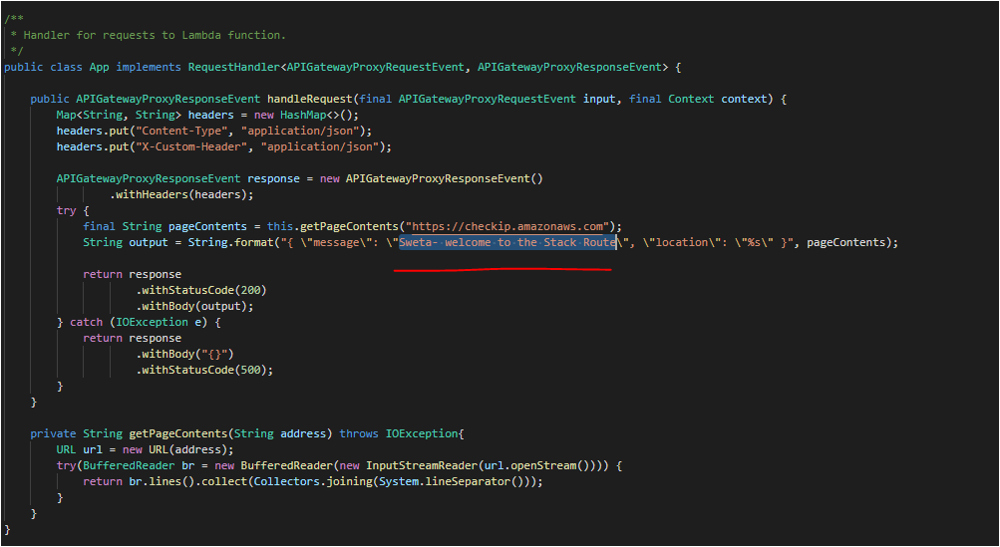 /**
 * Handler for requests to Lambda function.
 */
public class App implements RequestHandler<APIGatewayProxyRequestEvent, APIGatewayProxyResponseEvent> {

    public APIGatewayProxyResponseEvent handleRequest(final APIGatewayProxyRequestEvent input, final Context context) {
        Map<String, String> headers = new HashMap<>();
        headers.put("Content-Type", "application/json");
        headers.put("X-Custom-Header", "application/json");

        APIGatewayProxyResponseEvent response = new APIGatewayProxyResponseEvent()
                .withHeaders(headers);
        try {
            final String pageContents = this.getPageContents("https://checkip.amazonaws.com");
            String output = String.format("{ \"message\": \"Sweta- welcome to the Stack Route\", \"location\": \"%s\" }", pageContents);

            return response
                    .withStatusCode(200)
                    .withBody(output);
        } catch (IOException e) {
            return response
                    .withBody("{}")
                    .withStatusCode(500);
        }
    }

    private String getPageContents(String address) throws IOException{
        URL url = new URL(address);
        try(BufferedReader br = new BufferedReader(new InputStreamReader(url.openStream()))) {
            return br.lines().collect(Collectors.joining(System.lineSeparator()));
        }
    }
}